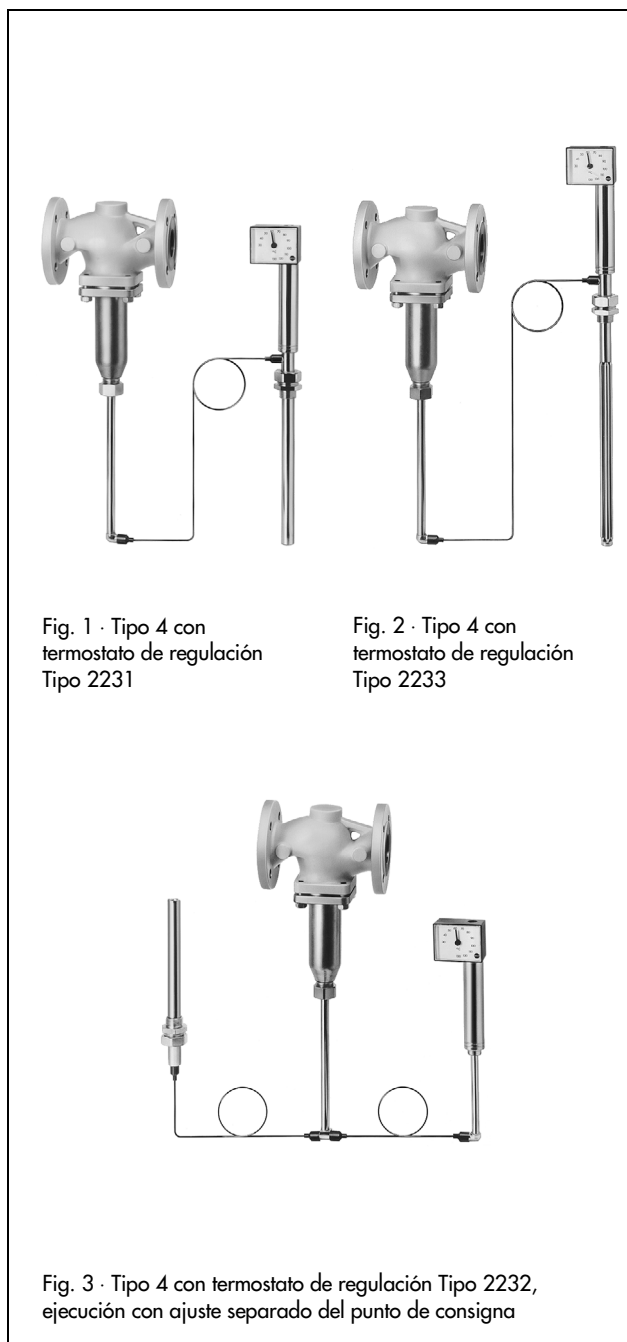 Fig. 1 · Tipo 4 con
termostato de regulación
Tipo 2231
Fig. 2 · Tipo 4 con
termostato de regulación
Tipo 2233
Fig. 3 · Tipo 4 con termostato de regulación Tipo 2232,
ejecución con ajuste separado del punto de consigna